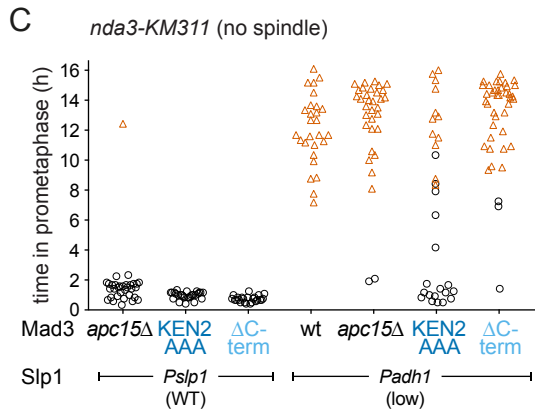 C
nda3-KM311 (no spindle)
time in prometaphase (h)
16
14
12
10
8
6
4
2
0
Mad3 apc15Δ KEN2 AAA ΔC-term wt apc15Δ KEN2 AAA ΔC-term
Slp1 Pslp1 Padh1
(WT) (low)